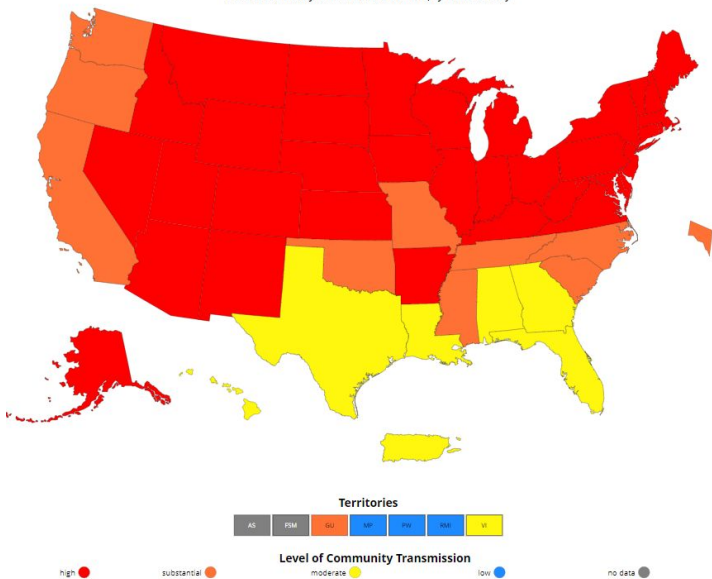 Territories
AS FSM GU MP PW RMI VI
Level of Community Transmission
high substantial moderate low no data